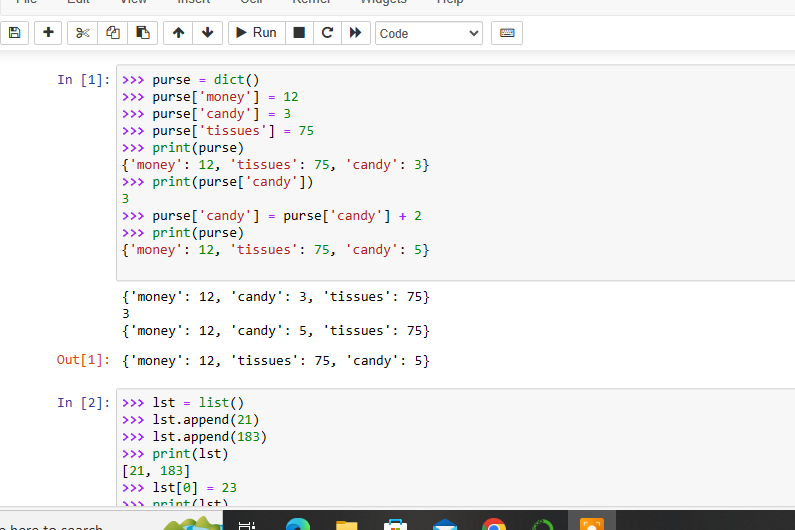 File Edit View Insert Cell Kernel Widgets Help
Run
Code
In [1]:
>>> purse = dict()
>>> purse['money'] = 12
>>> purse['candy'] = 3
>>> purse['tissues'] = 75
>>> print(purse)
{'money': 12, 'tissues': 75, 'candy': 3}
>>> print(purse['candy'])
3
>>> purse['candy'] = purse['candy'] + 2
>>> print(purse)
{'money': 12, 'tissues': 75, 'candy': 5}
{'money': 12, 'candy': 3, 'tissues': 75}
3
{'money': 12, 'candy': 5, 'tissues': 75}
Out[1]: {'money': 12, 'tissues': 75, 'candy': 5}
In [2]:
>>> lst = list()
>>> lst.append(21)
>>> lst.append(183)
>>> print(lst)
[21, 183]
>>> lst[0] = 23
>>> print(lst)
here to search